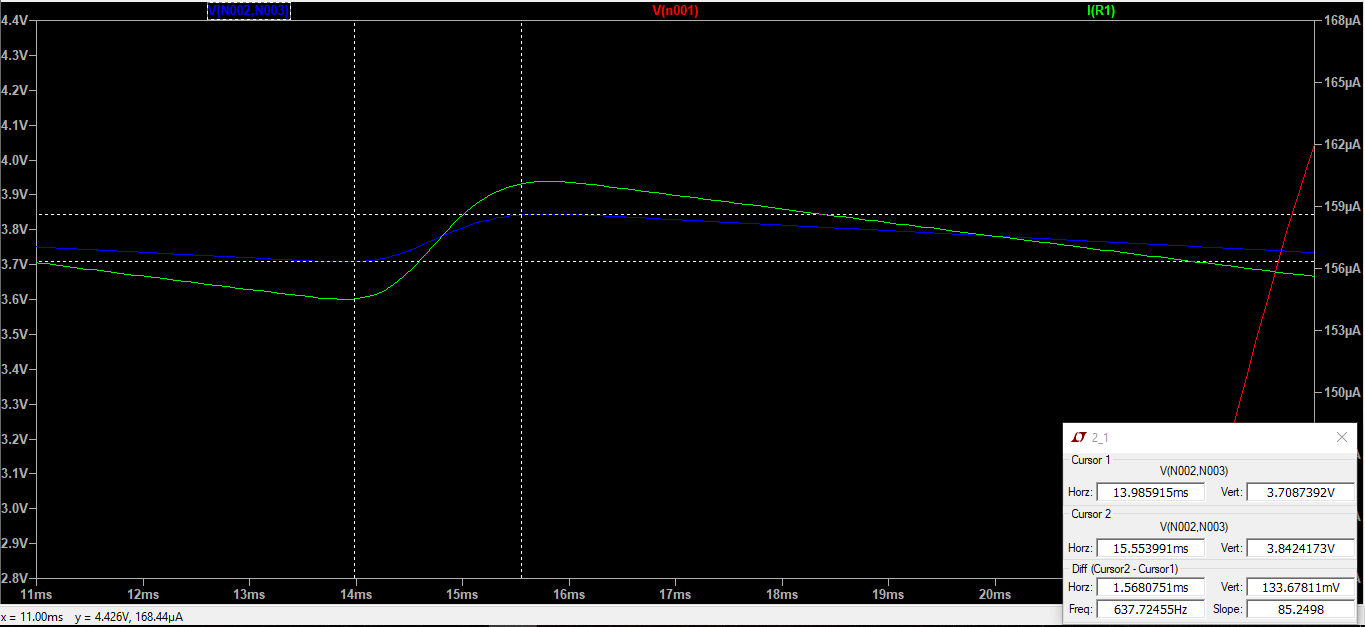 V(N002,N003) V(n001) I(R1)
4.4V 168µA
4.3V
4.2V 165µA
4.1V
4.0V 162µA
3.9V
3.8V 159µA
3.7V 156µA
3.6V
3.5V 153µA
3.4V
3.3V 150µA
3.2V
3.1V
3.0V
2.9V
2.8V
11ms 12ms 13ms 14ms 15ms 16ms 17ms 18ms 19ms 20ms
2_1
Cursor 1
V(N002,N003)
Horz: 13.985915ms Vert: 3.7087392V
Cursor 2
V(N002,N003)
Horz: 15.553991ms Vert: 3.8424173V
Diff (Cursor2 - Cursor1)
Horz: 1.5680751ms Vert: 133.67811mV
Freq: 637.72455Hz Slope: 85.2498
x = 11.00ms y = 4.426V, 168.44µA